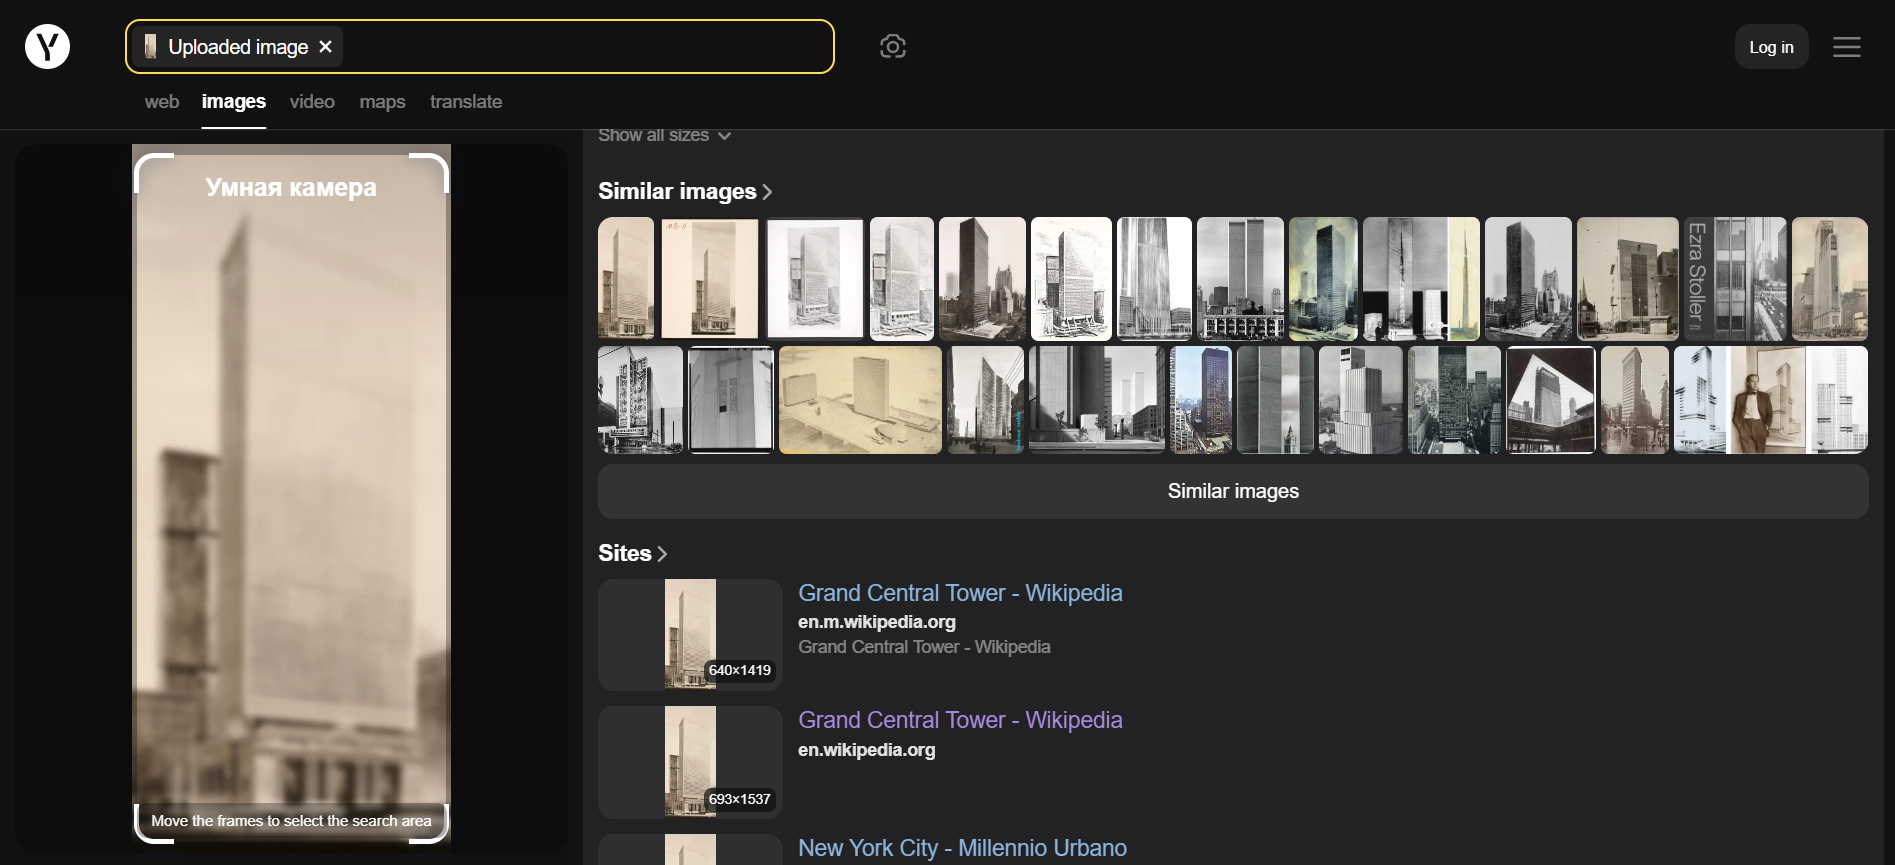 Y
Uploaded image ×
Log in
web images video maps translate
Умная камера
Move the frames to select the search area
Show all sizes
Similar images
Ezra Stoller
Similar images
Sites
640×1419
Grand Central Tower - Wikipedia
en.m.wikipedia.org
Grand Central Tower - Wikipedia
693×1537
Grand Central Tower - Wikipedia
en.wikipedia.org
New York City - Millennio Urbano